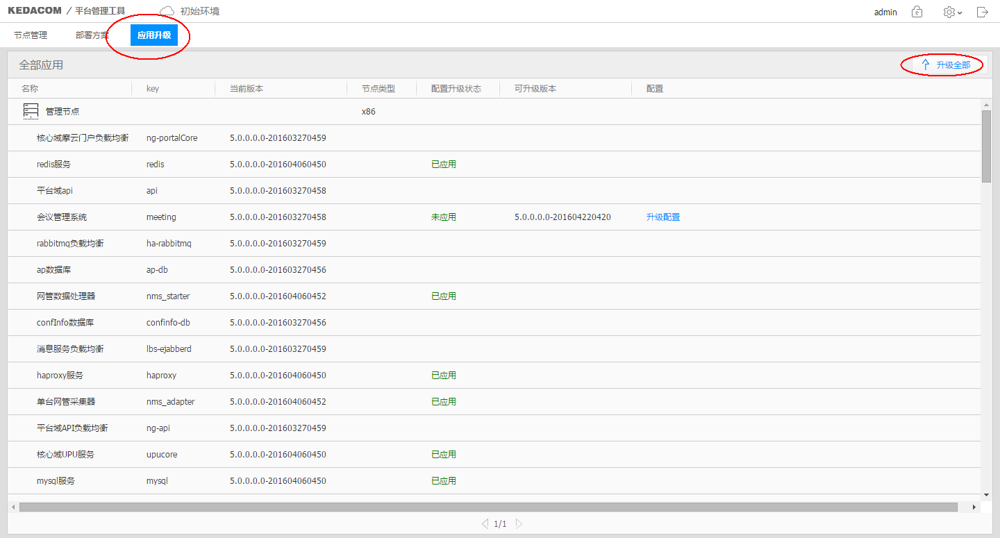 KEDACOM / 平台管理工具 初始环境 admin
节点管理 部署方案 应用升级
全部应用 升级全部
名称 key 当前版本 节点类型 配置升级状态 可升级版本 配置
管理节点 x86
核心域摩云门户负载均衡 ng-portalCore 5.0.0.0.0-201603270459
redis服务 redis 5.0.0.0.0-201604060450 已应用
平台域api api 5.0.0.0.0-201603270458
会议管理系统 meeting 5.0.0.0.0-201603270458 未应用 5.0.0.0.0-201604220420 升级配置
rabbitmq负载均衡 ha-rabbitmq 5.0.0.0.0-201603270459
ap数据库 ap-db 5.0.0.0.0-201603270456
网管数据处理器 nms_starter 5.0.0.0.0-201604060452 已应用
confInfo数据库 confinfo-db 5.0.0.0.0-201603270456
消息服务负载均衡 lbs-ejabberd 5.0.0.0.0-201603270459
haproxy服务 haproxy 5.0.0.0.0-201604060450 已应用
单台网管采集器 nms_adapter 5.0.0.0.0-201604060452 已应用
平台域API负载均衡 ng-api 5.0.0.0.0-201603270459
核心域UPU服务 upucore 5.0.0.0.0-201604060450 已应用
mysql服务 mysql 5.0.0.0.0-201604060450 已应用
1/1